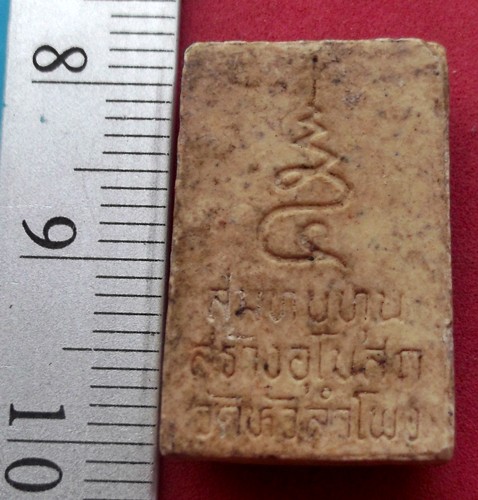 8
9
10
สมทบทุน
สร้างอุโบสถ
วัดหัวลำโพง